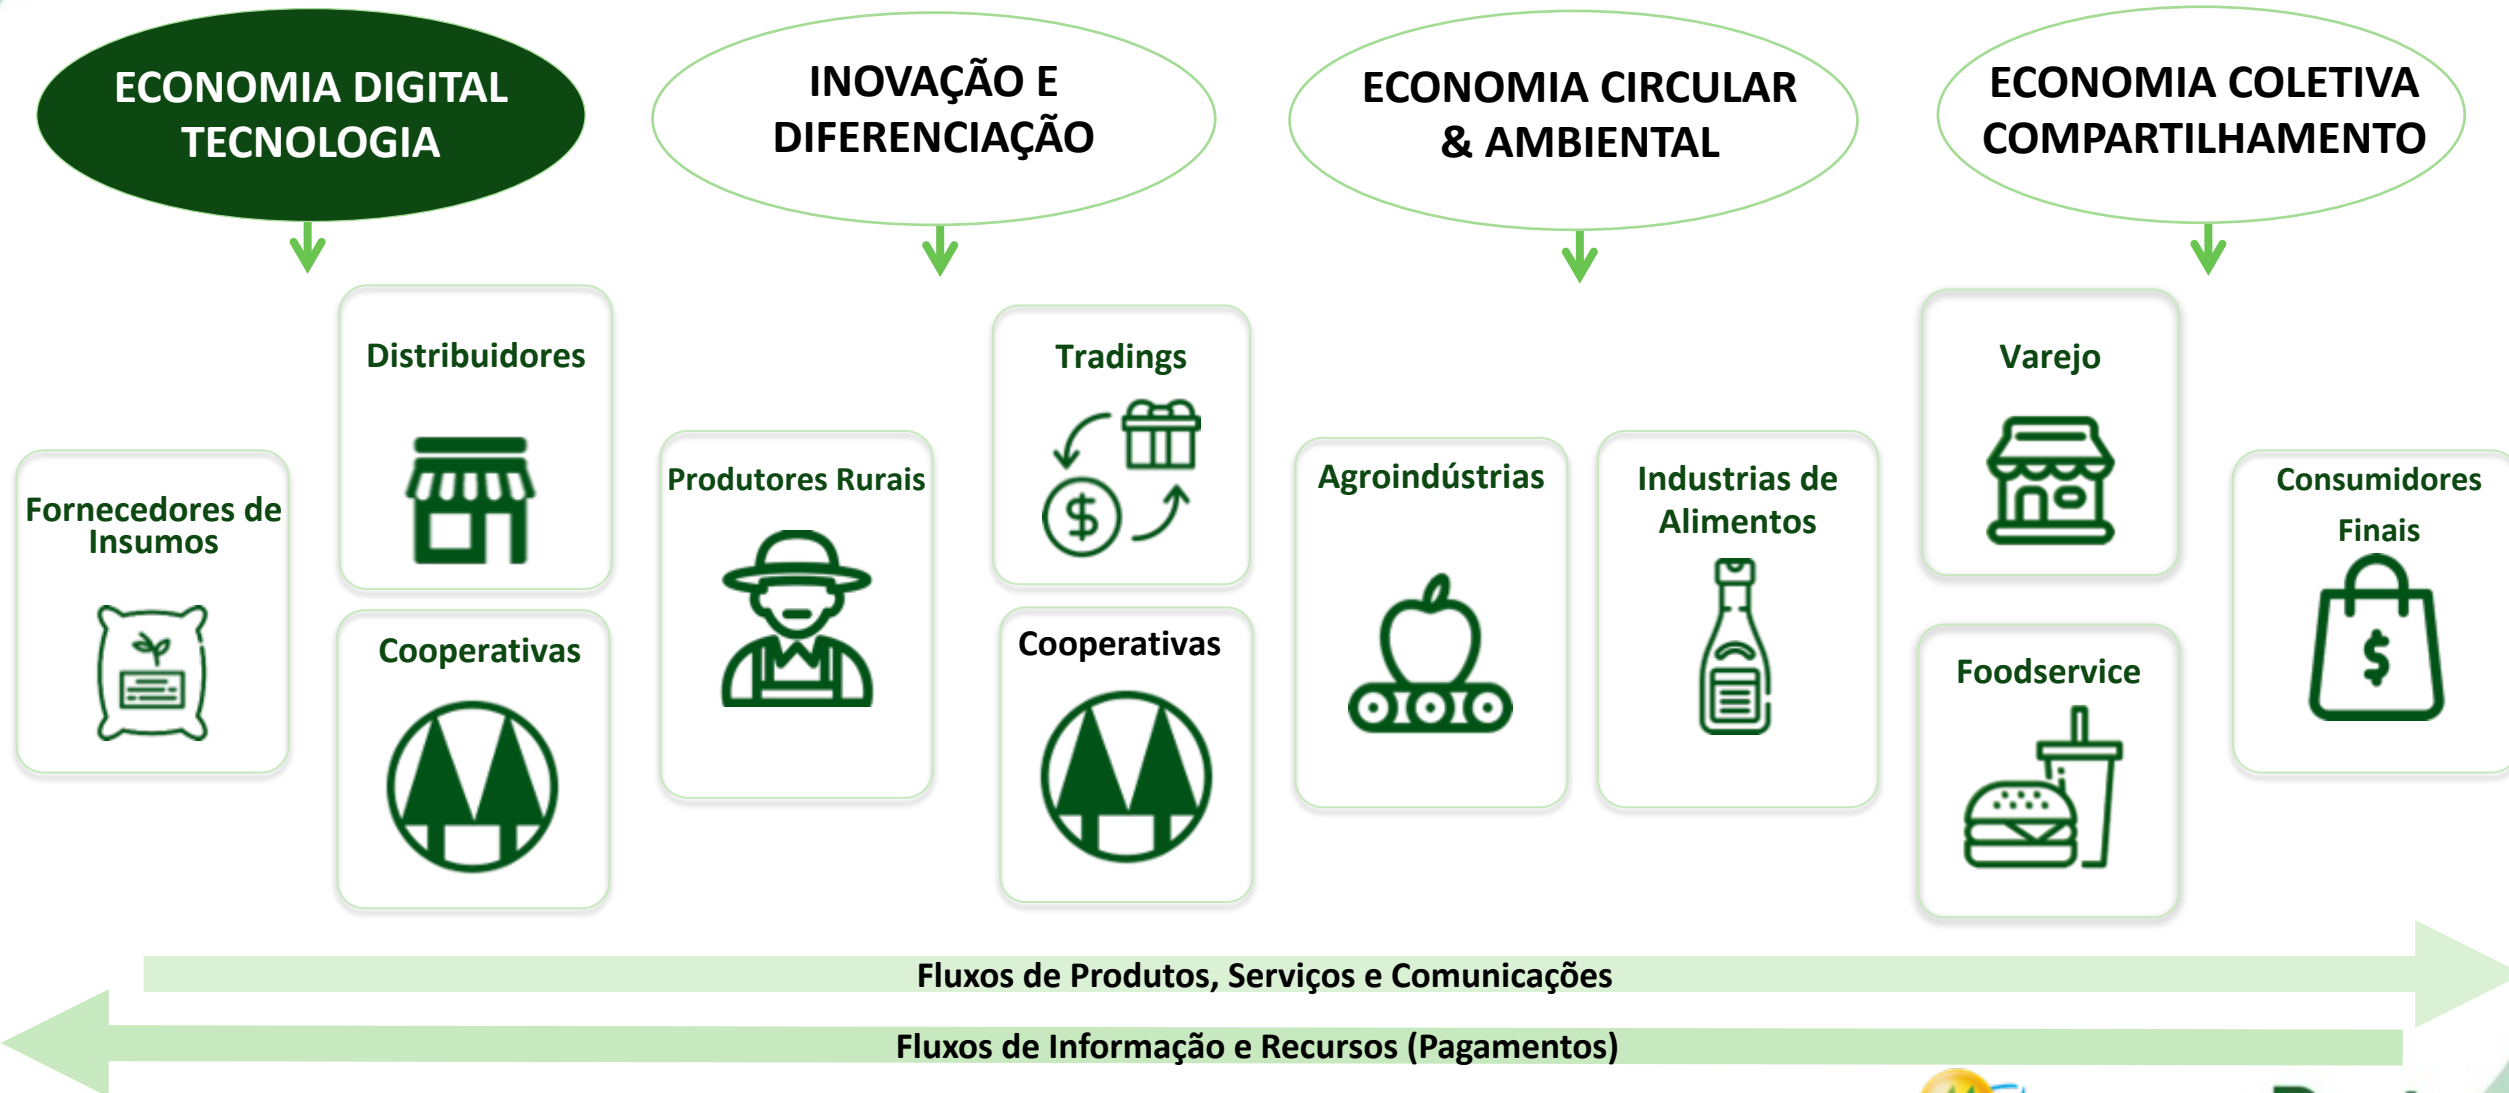 ECONOMIA DIGITAL
TECNOLOGIA
INOVAÇÃO E
DIFERENCIAÇÃO
ECONOMIA CIRCULAR
& AMBIENTAL
ECONOMIA COLETIVA
COMPARTILHAMENTO
Fornecedores de
Insumos
Distribuidores
Cooperativas
Produtores Rurais
Tradings
$
Cooperativas
Agroindústrias
Industrias de
Alimentos
Varejo
Foodservice
Consumidores
Finais
$
Fluxos de Produtos, Serviços e Comunicações
Fluxos de Informação e Recursos (Pagamentos)